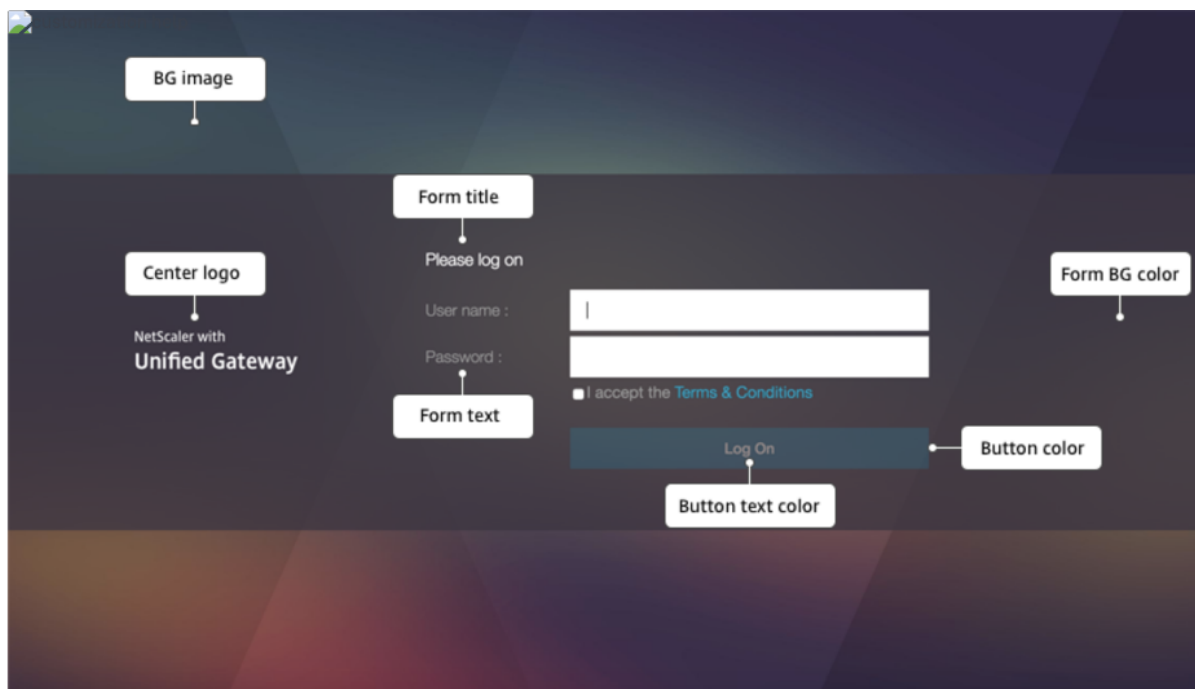 BG image
Form title
Please log on
Center logo
Form BG color
NetScaler with
Unified Gateway
User name :
Password :
I accept the Terms & Conditions
Form text
Log On
Button color
Button text color